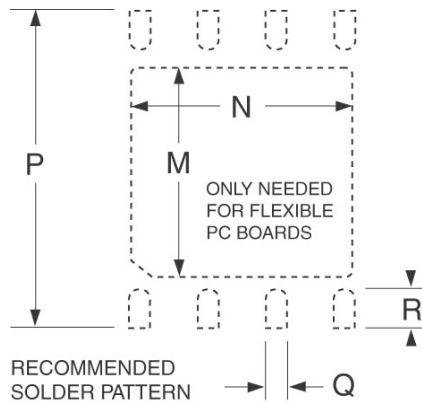 P
N
M
ONLY NEEDED
FOR FLEXIBLE
PC BOARDS
R
RECOMMENDED
SOLDER PATTERN
Q